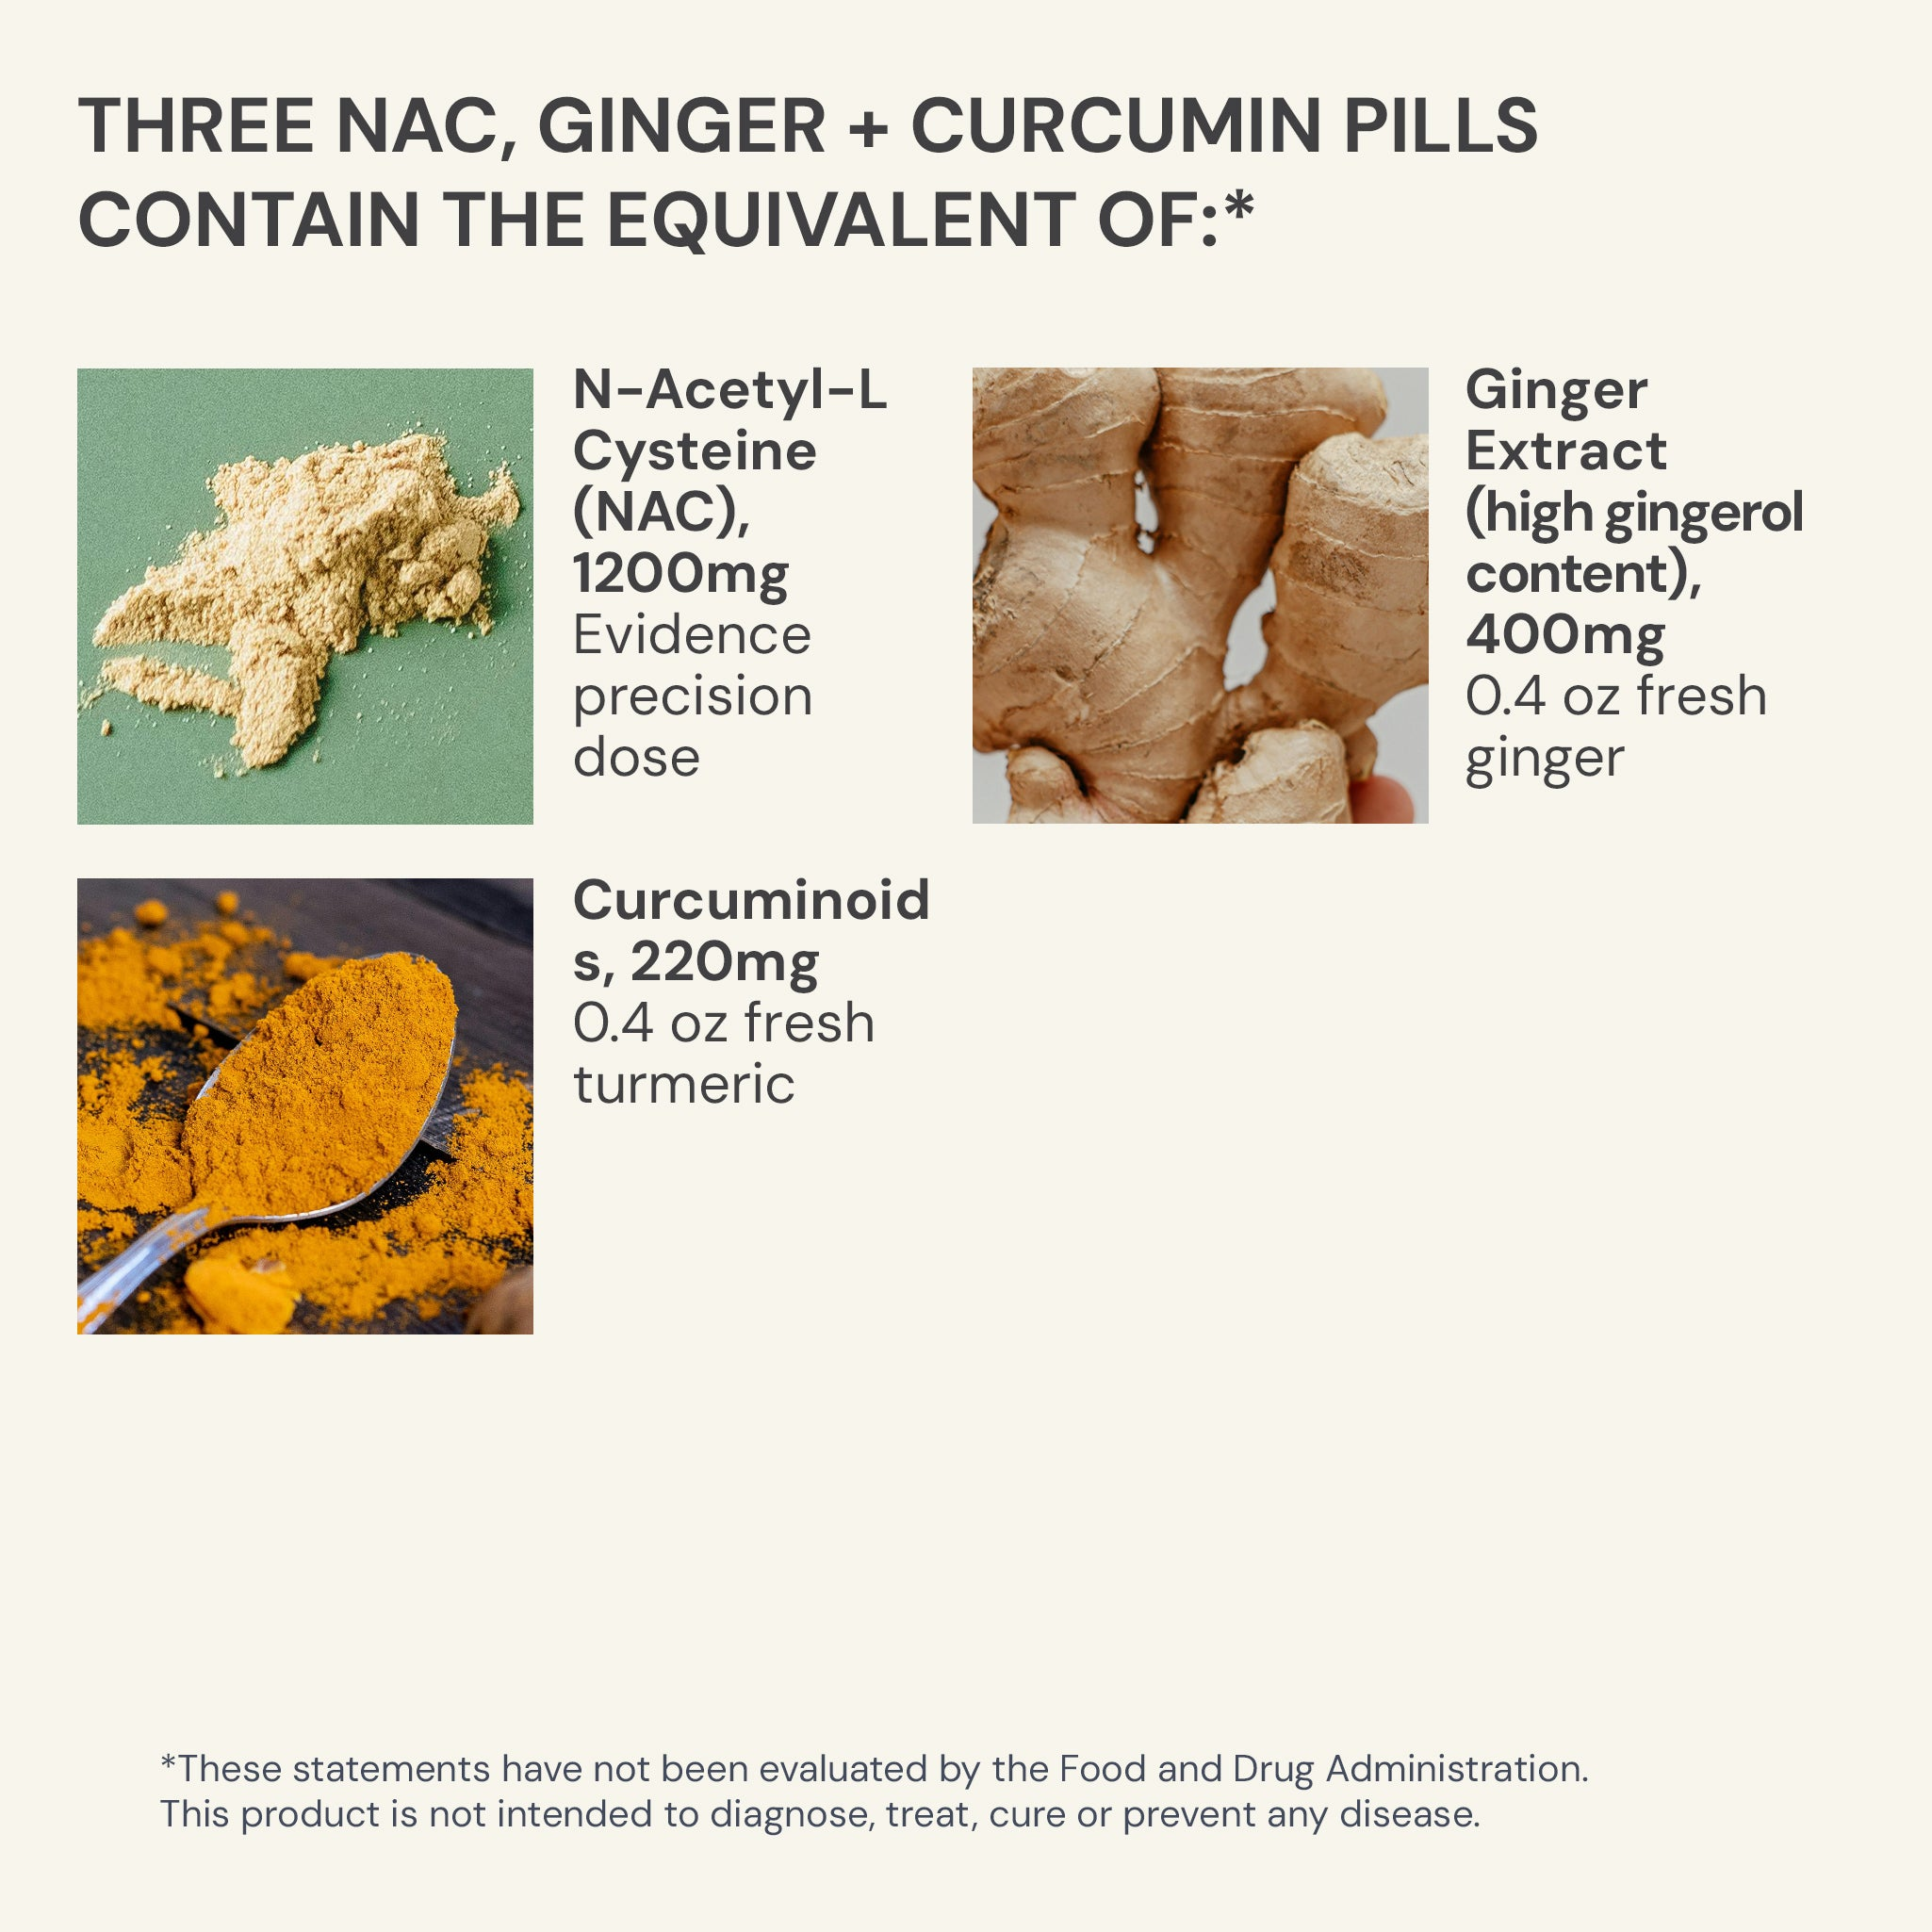 THREE NAC, GINGER + CURCUMIN PILLS
CONTAIN THE EQUIVALENT OF:*
N-Acetyl-L
Cysteine
(NAC),
1200mg
Evidence
precision
dose
Ginger
Extract
(high gingerol
content),
400mg
0.4 oz fresh
ginger
Curcuminoid
s, 220mg
0.4 oz fresh
turmeric
*These statements have not been evaluated by the Food and Drug Administration.
This product is not intended to diagnose, treat, cure or prevent any disease.